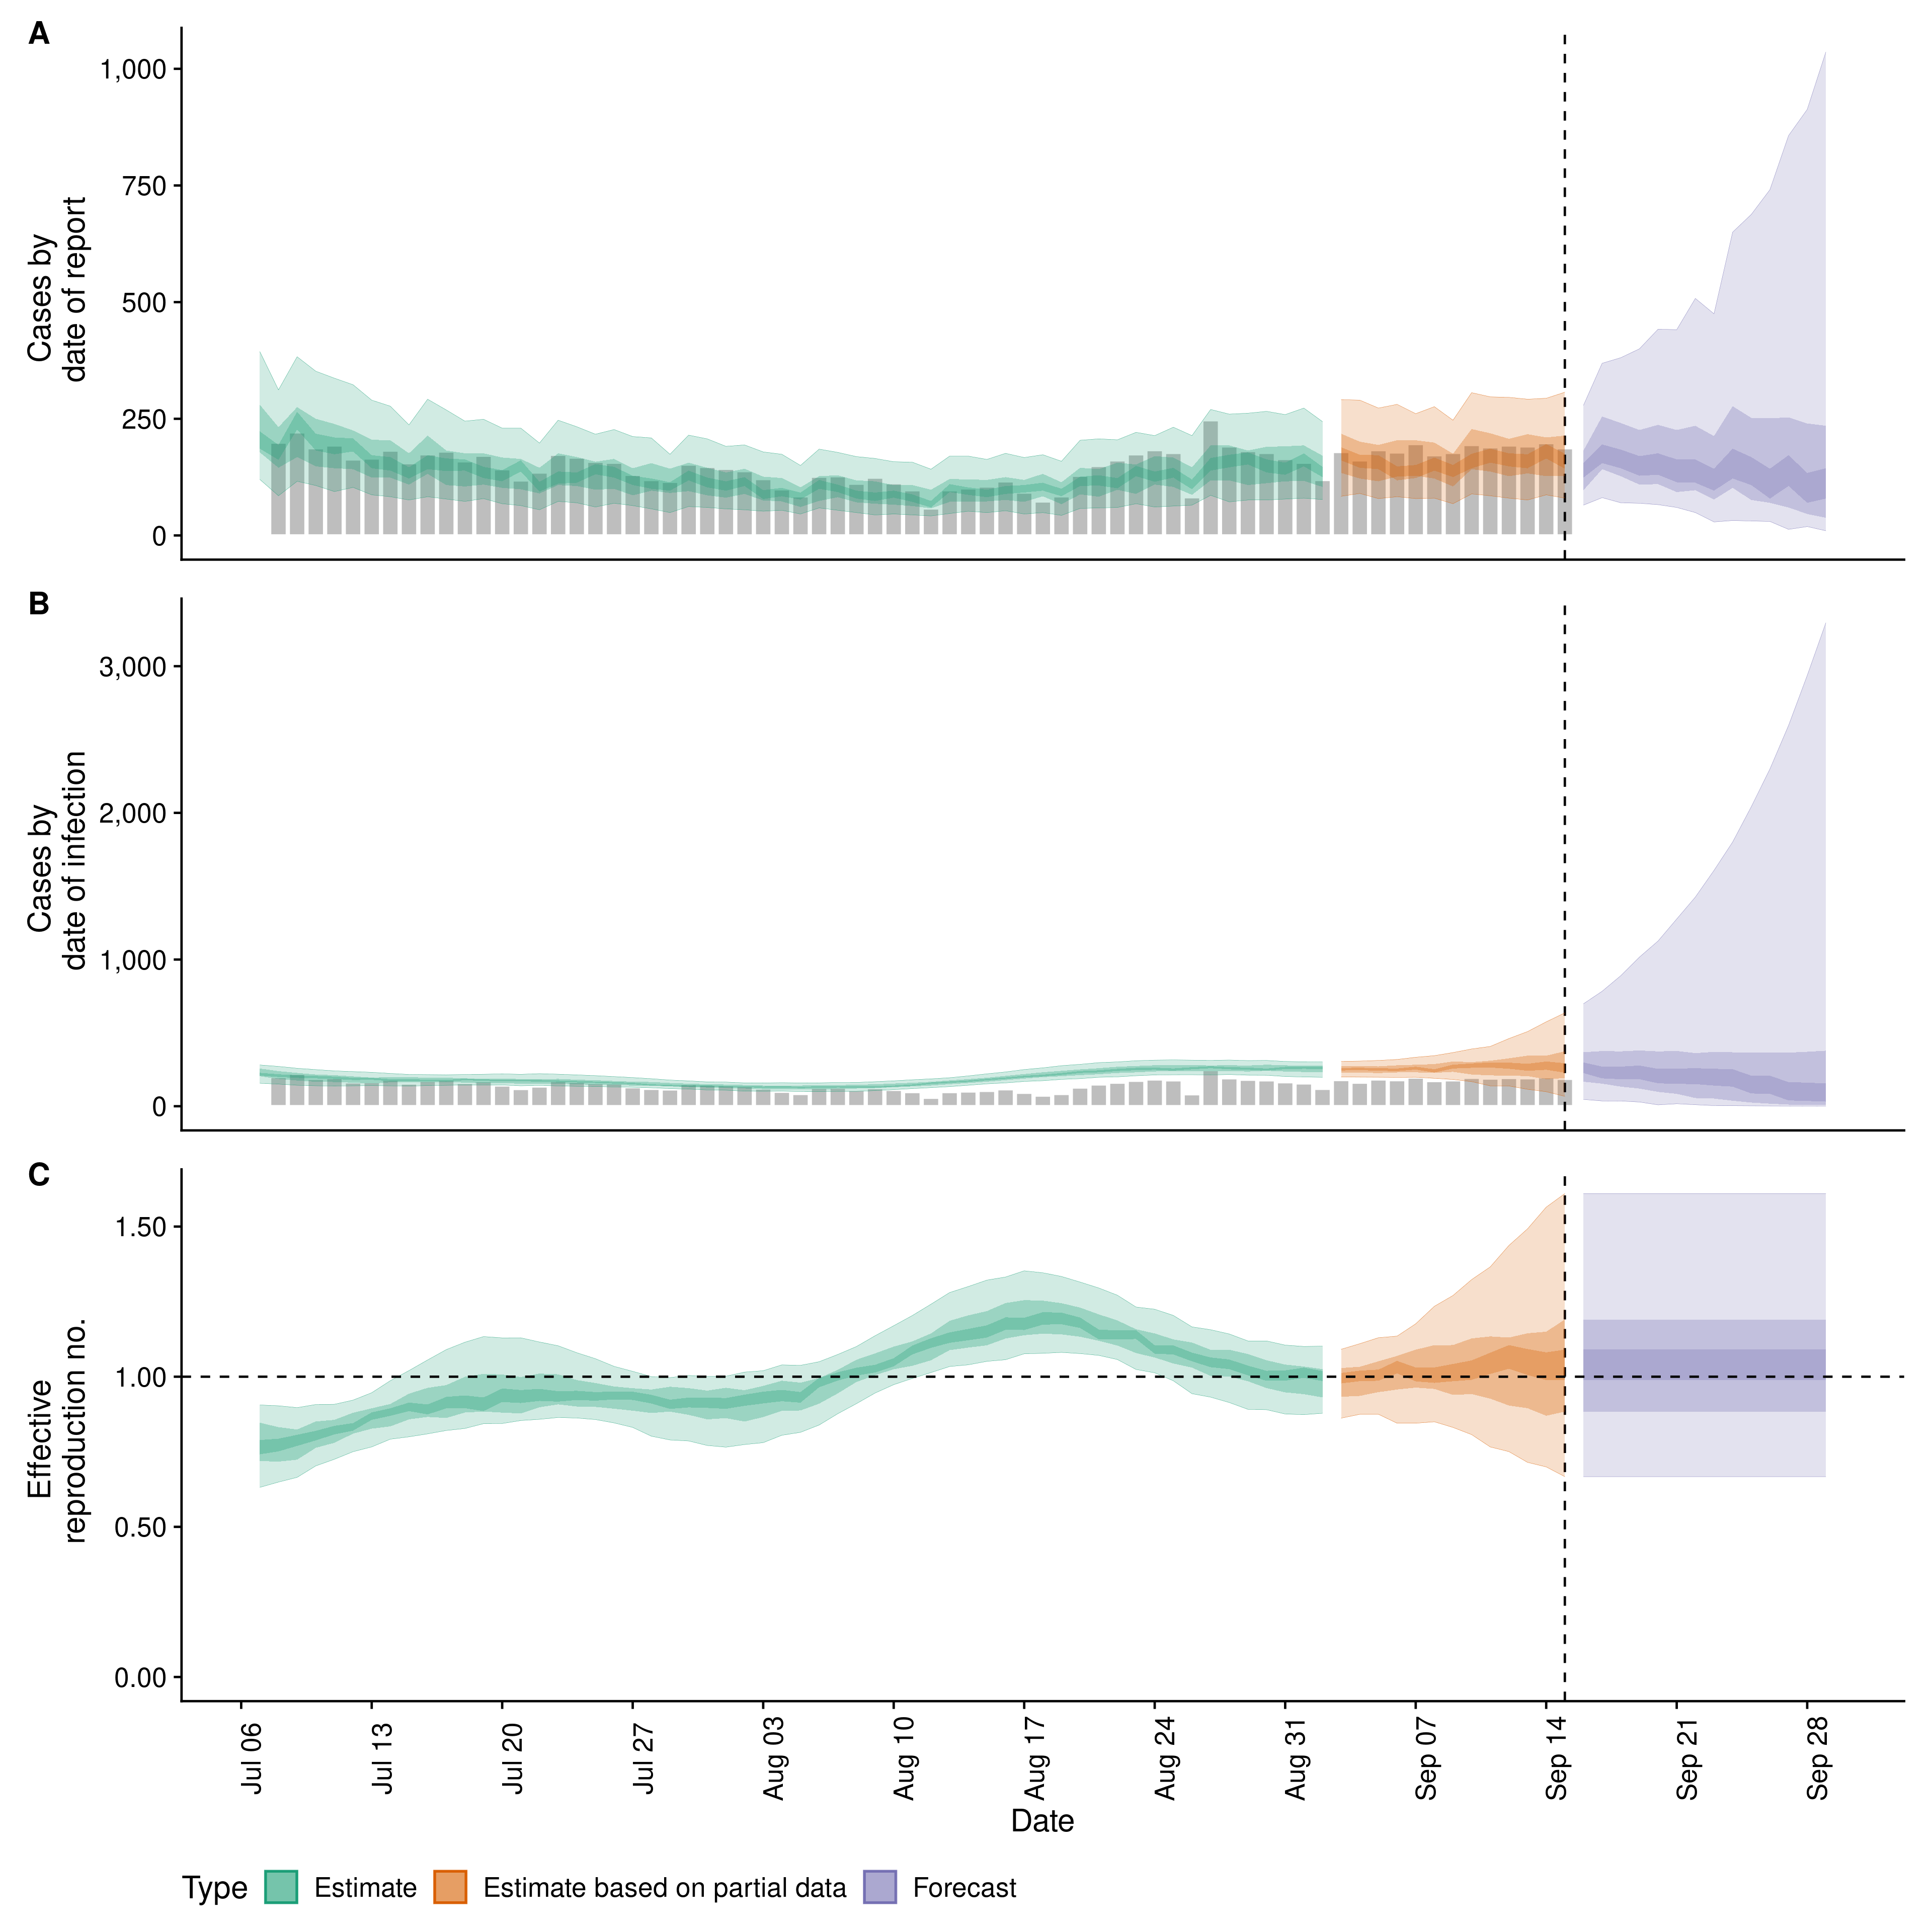 A
1,000
750
500
250
0
Cases by
date of report
B
3,000
2,000
1,000
0
Cases by
date of infection
C
1.50
1.00
0.50
0.00
Effective
reproduction no.
Jul 06
Jul 13
Jul 20
Jul 27
Aug 03
Aug 10
Aug 17
Aug 24
Aug 31
Sep 07
Sep 14
Sep 21
Sep 28
Date
Type Estimate Estimate based on partial data Forecast